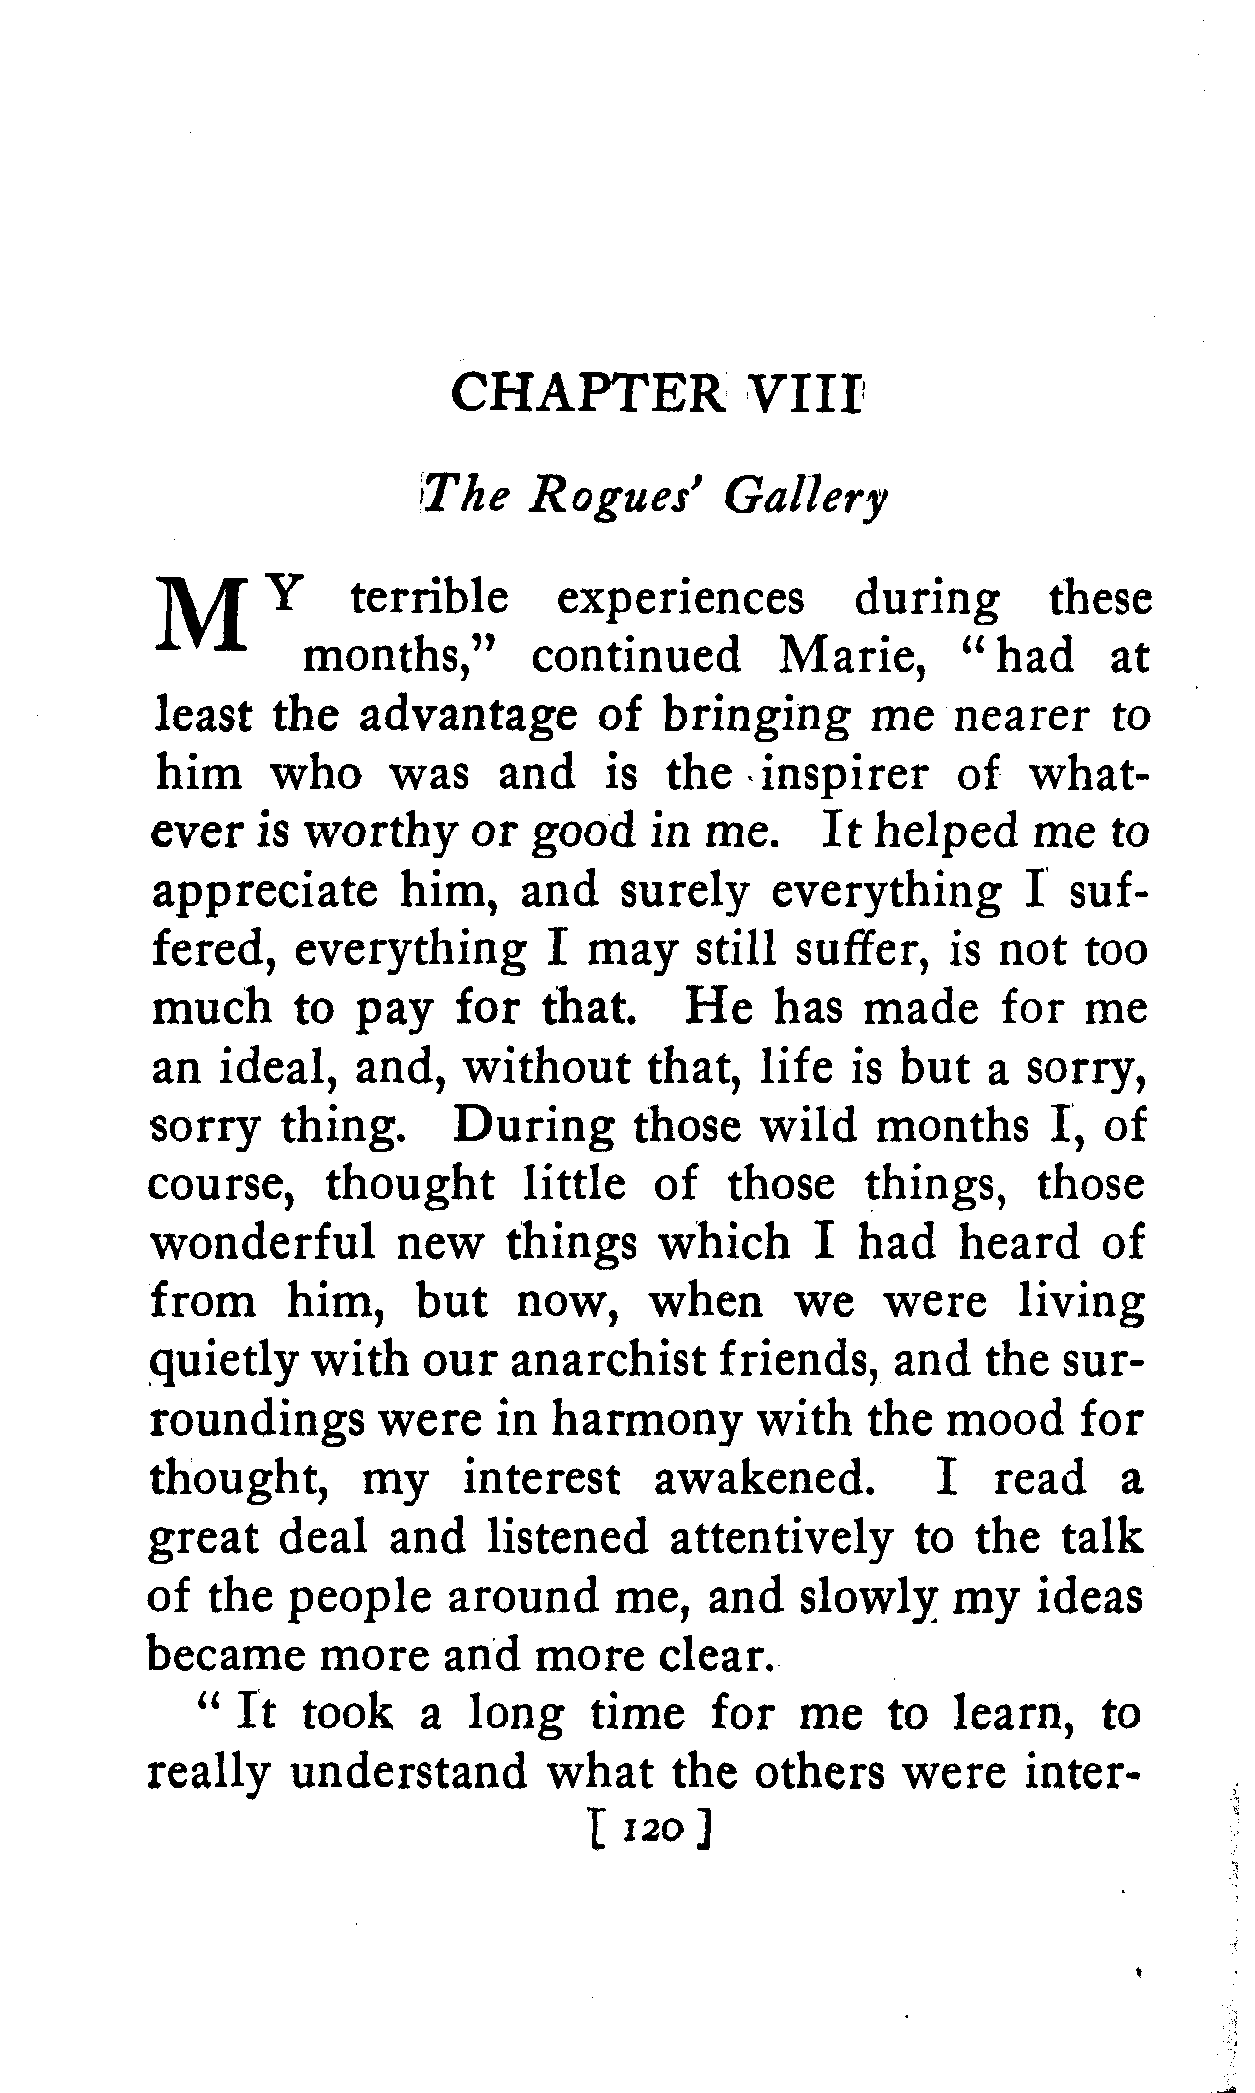 CHAPTER VIII
The Rogues' Gallery
MY terrible experiences during these
months," continued Marie, "had at
least the advantage of bringing me nearer to
him who was and is the inspirer of what-
ever is worthy or good in me. It helped me to
appreciate him, and surely everything I suf-
fered, everything I may still suffer, is not too
much to pay for that. He has made for me
an ideal, and, without that, life is but a sorry,
sorry thing. During those wild months I, of
course, thought little of those things, those
wonderful new things which I had heard of
from him, but now, when we were living
quietly with our anarchist friends, and the sur-
roundings were in harmony with the mood for
thought, my interest awakened. I read a
great deal and listened attentively to the talk
of the people around me, and slowly my ideas
became more and more clear.
" It took a long time for me to learn, to
really understand what the others were inter-
[ 120 ]